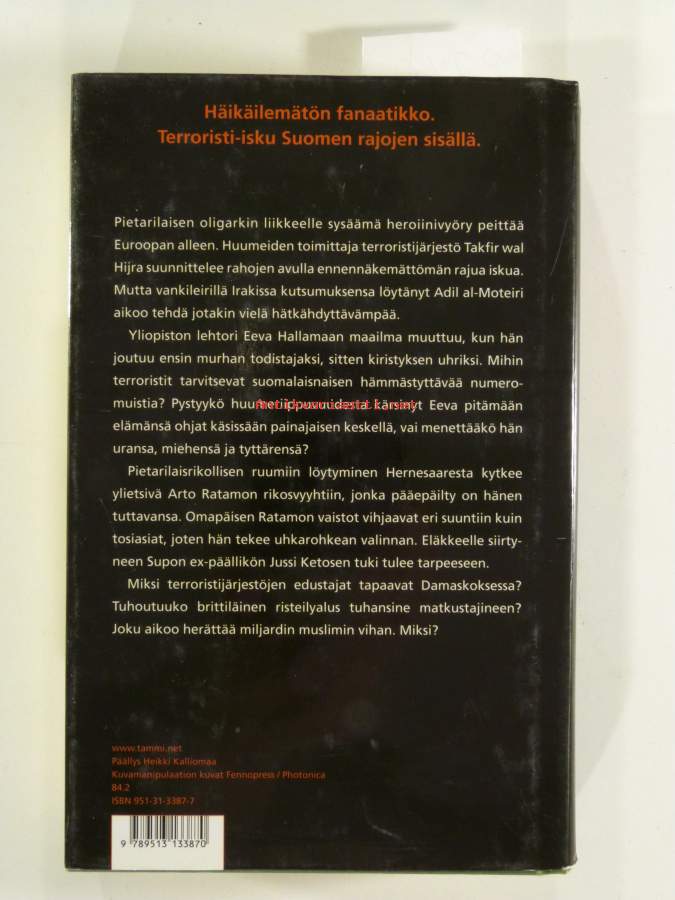 Häikäilemätön fanaatikko.
Terroristi-isku Suomen rajojen sisällä.
Pietarilaisen oligarkin liikkeelle sysäämä heroiinivyöry peittää
Euroopan alleen. Huumeiden toimittaja terroristijärjestö Takfir wal
Hijra suunnittelee rahojen avulla ennennäkemättömän rajua iskua.
Mutta vankileirillä Irakissa kutsumuksensa löytänyt Adil al-Moteiri
aikoo tehdä jotakin vielä hätkähdyttävämpää.
Yliopiston lehtori Eeva Hallamaan maailma muuttuu, kun hän
joutuu ensin murhan todistajaksi, sitten kiristyksen uhriksi. Mihin
terroristit tarvitsevat suomalaisnaisen hämmästyttävää numero-
muistia? Pystyykö huumeriippuvuudesta kärsinyt Eeva pitämään
elämänsä ohjat käsissään painajaisen keskellä, vai menettääkö hän
uransa, miehensä ja tyttärensä?
Pietarilaisrikollisen ruumiin löytyminen Hernesaaresta kytkee
ylietsivä Arto Ratamon rikosvyyhtiin, jonka pääepäilty on hänen
tuttavansa. Omapäisen Ratamon vaistot vihjaavat eri suuntiin kuin
tosiasiat, joten hän tekee uhkarohkean valinnan. Eläkkeelle siirty-
neen Supon ex-päällikön Jussi Ketosen tuki tulee tarpeeseen.
Miksi terroristijärjestöjen edustajat tapaavat Damaskoksessa?
Tuhoutuuko brittiläinen risteilyalus tuhansine matkustajineen?
Joku aikoo herättää miljardin muslimin vihan. Miksi?
www.tammi.net
Päällys Heikki Kalliomaa
Kuvamanipulaation kuvat Fennopress / Photonica
84.2
ISBN 951-31-3387-7
9 789513 133870